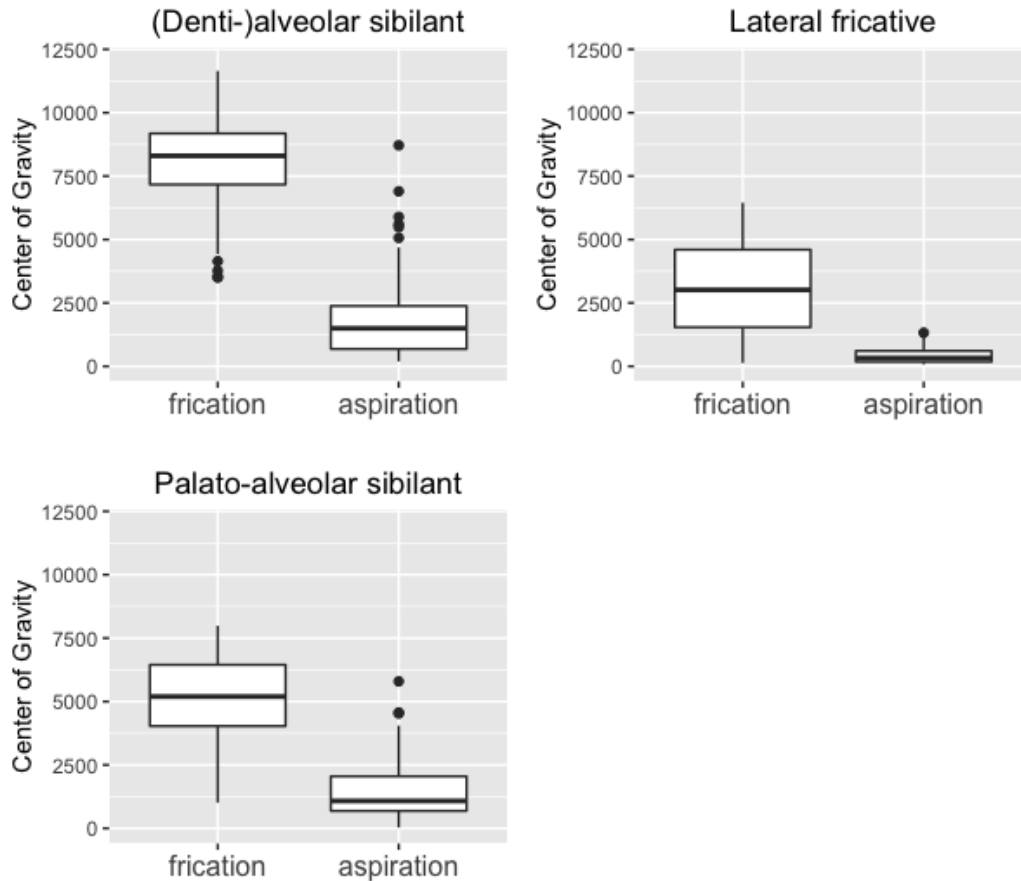 (Denti-)alveolar sibilant
Center of Gravity
12500
10000
7500
5000
2500
0
frication aspiration
Lateral fricative
Center of Gravity
12500
10000
7500
5000
2500
0
frication aspiration
Palato-alveolar sibilant
Center of Gravity
12500
10000
7500
5000
2500
0
frication aspiration